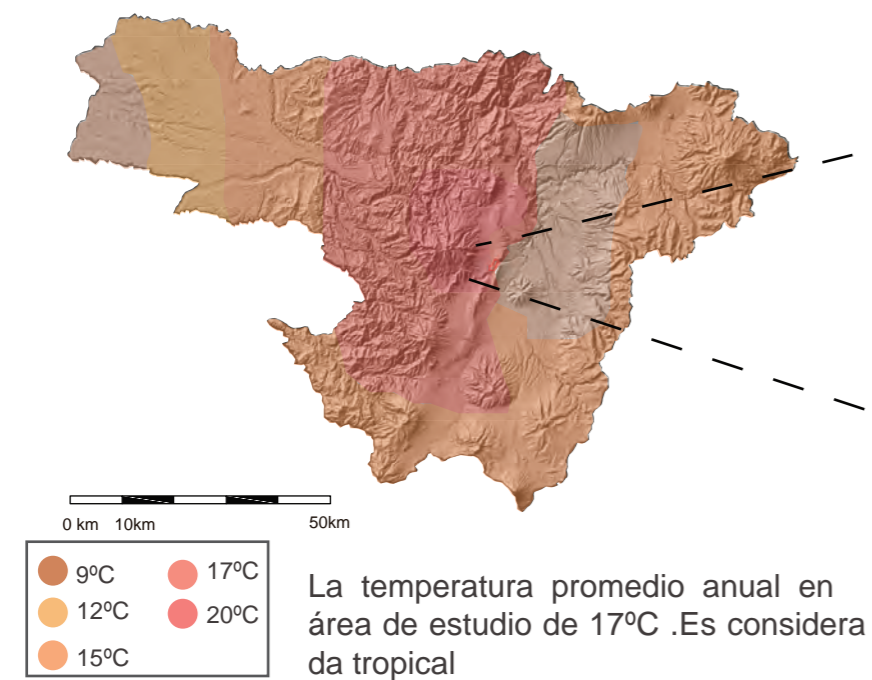 0 km 10km 50km
9ºC 17ºC
12ºC 20ºC
15ºC
La temperatura promedio anual en
área de estudio de 17ºC .Es considera
da tropical